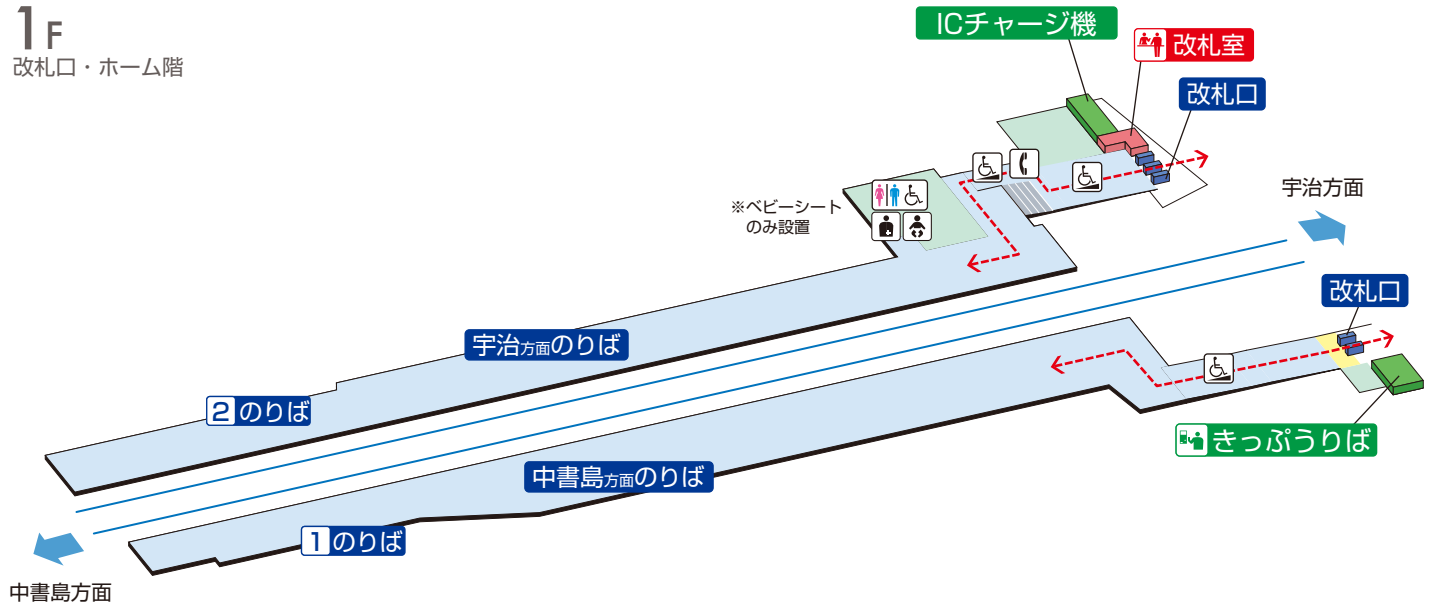 1F
改札口・ホーム階
ICチャージ機
改札室
改札口
宇治方面
※ベビーシート
のみ設置
改札口
宇治方面のりば
2のりば
きっぷうりば
中書島方面のりば
1のりば
中書島方面